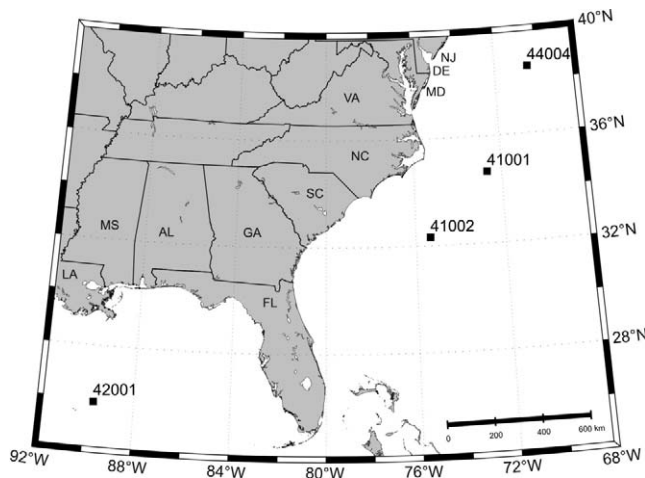 40°N
NJ
44004
DE
MD
VA
36°N
NC
41001
SC
MS
AL
GA
41002
32°N
LA
FL
28°N
42001
0 200 400 600 km
92°W
88°W
84°W
80°W
76°W
72°W
68°W